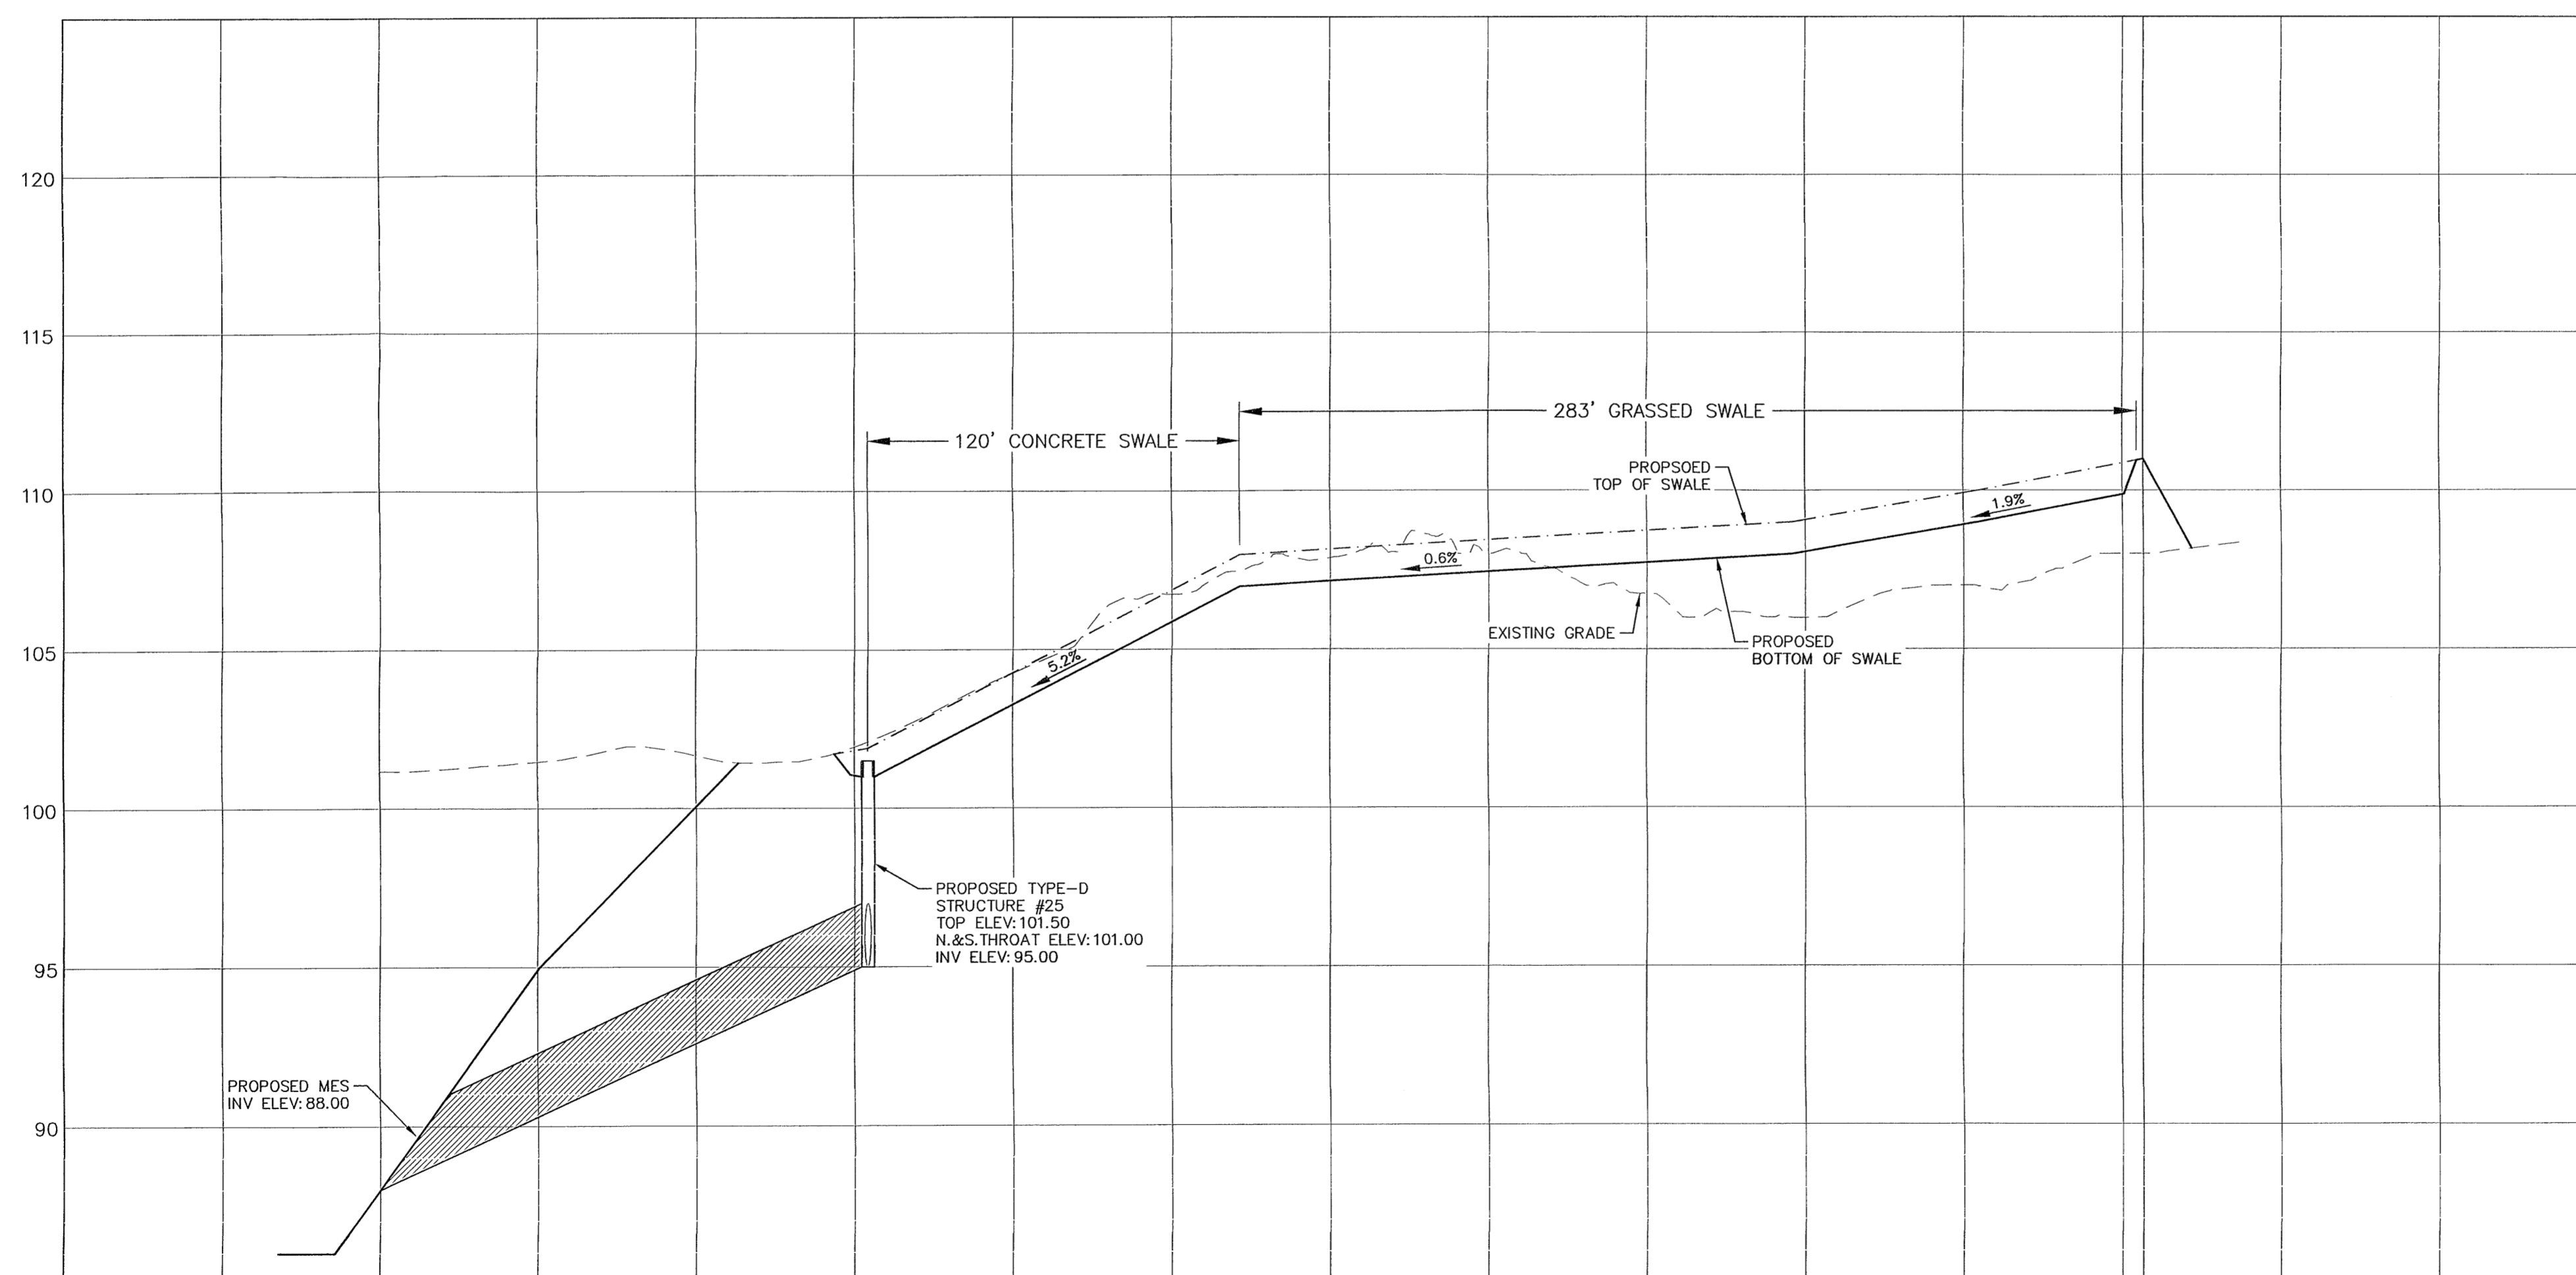 120
115
283' GRASSED SWALE
120' CONCRETE SWALE
PROPSOED
TOP OF SWALE
110
1.9%
0.6%
EXISTING GRADE
PROPOSED
BOTTOM OF SWALE
105
5.2%
100
PROPOSED TYPE-D
STRUCTURE #25
TOP ELEV:101.50
N.&S.THROAT ELEV:101.00
INV ELEV:95.00
95
PROPOSED MES
INV ELEV:88.00
90